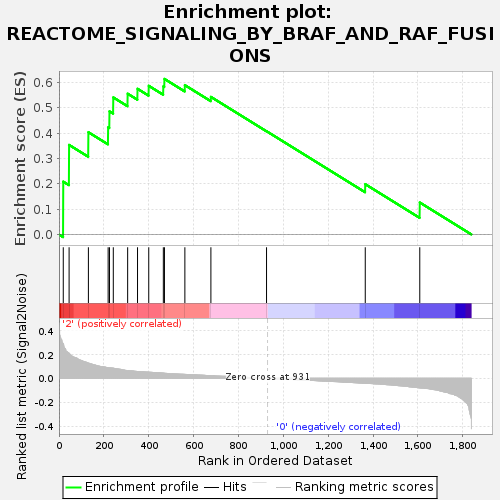 Enrichment plot:
REACTOME_SIGNALING_BY_BRAF_AND_RAF_FUSI
ONS
Enrichment score (ES)
0.6
0.5
0.4
0.3
0.2
0.1
0.0
'2' (positively correlated)
Ranked list metric (Signal2Noise)
0.4
0.2
0.0
-0.2
-0.4
Zero cross at 931
'0' (negatively correlated)
0 200 400 600 800 1,000 1,200 1,400 1,600 1,800
Rank in Ordered Dataset
Enrichment profile Hits Ranking metric scores